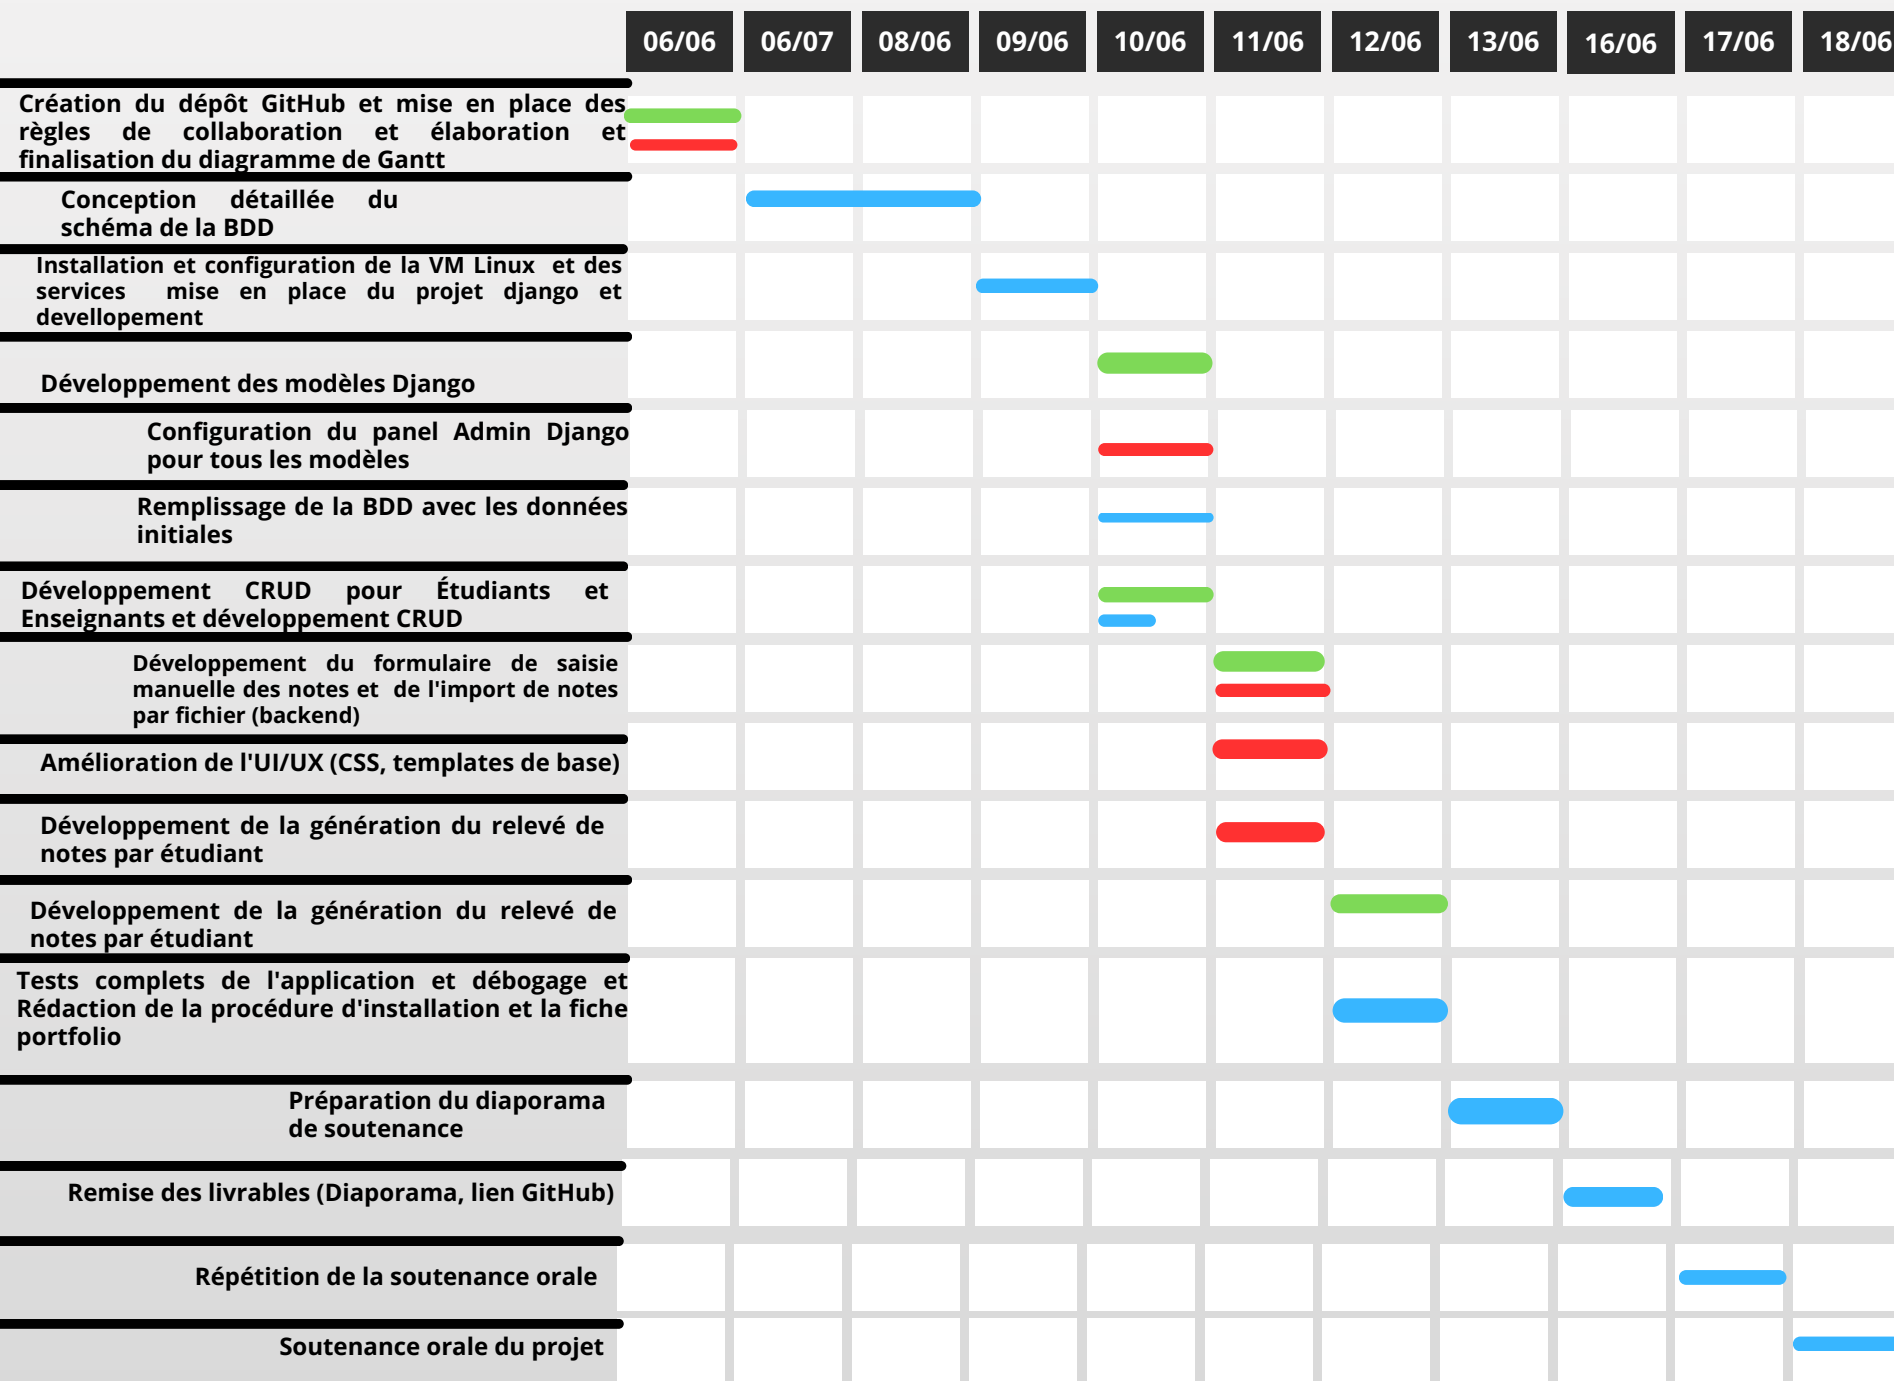 06/06 06/07 08/06 09/06 10/06 11/06 12/06 13/06 16/06 17/06 18/06
Création du dépôt GitHub et mise en place des
règles de collaboration et élaboration et
finalisation du diagramme de Gantt
Conception détaillée du
schéma de la BDD
Installation et configuration de la VM Linux et des
services mise en place du projet django et
devellopement
Développement des modèles Django
Configuration du panel Admin Django
pour tous les modèles
Remplissage de la BDD avec les données
initiales
Développement CRUD pour Étudiants et
Enseignants et développement CRUD
Développement du formulaire de saisie
manuelle des notes et de l'import de notes
par fichier (backend)
Amélioration de l'UI/UX (CSS, templates de base)
Développement de la génération du relevé de
notes par étudiant
Développement de la génération du relevé de
notes par étudiant
Tests complets de l'application et débogage et
Rédaction de la procédure d'installation et la fiche
portfolio
Préparation du diaporama
de soutenance
Remise des livrables (Diaporama, lien GitHub)
Répétition de la soutenance orale
Soutenance orale du projet